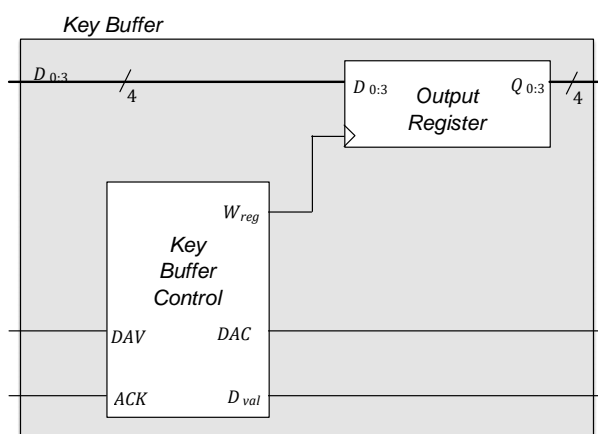 Key Buffer
D 0:3
4
D 0:3
Output
Register
Q 0:3
4
Wreg
Key
Buffer
Control
DAV
DAC
ACK
D val